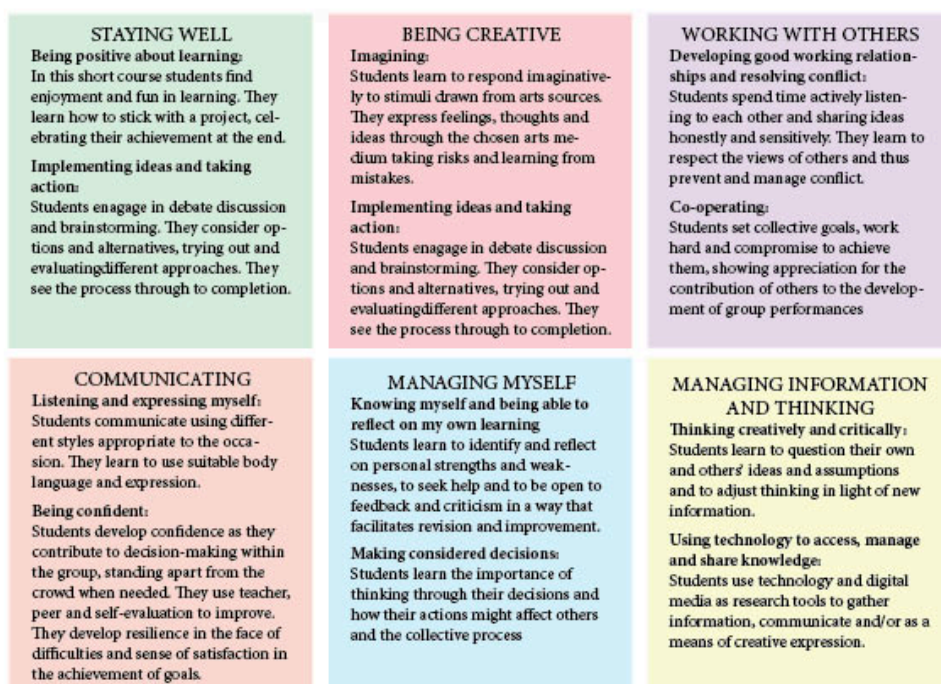 STAYING WELL
Being positive about learning:
In this short course students find
enjoyment and fun in learning. They
learn how to stick with a project, cel-
ebrating their achievement at the end.
Implementing ideas and taking
action:
Students enagage in debate discussion
and brainstorming. They consider op-
tions and alternatives, trying out and
evaluatingdifferent approaches. They
see the process through to completion.
BEING CREATIVE
Imagining:
Students learn to respond imaginative-
ly to stimuli drawn from arts sources.
They express feelings, thoughts and
ideas through the chosen arts me-
dium taking risks and learning from
mistakes.
Implementing ideas and taking
action:
Students enagage in debate discussion
and brainstorming. They consider op-
tions and alternatives, trying out and
evaluatingdifferent approaches. They
see the process through to completion.
WORKING WITH OTHERS
Developing good working relation-
ships and resolving conflict:
Students spend time actively listen-
ing to each other and sharing ideas
honestly and sensitively. They learn to
respect the views of others and thus
prevent and manage conflict.
Co-operating:
Students set collective goals, work
hard and compromise to achieve
them, showing appreciation for the
contribution of others to the develop-
ment of group performances
COMMUNICATING
Listening and expressing myself:
Students communicate using differ-
ent styles appropriate to the occa-
sion. They learn to use suitable body
language and expression.
Being confident:
Students develop confidence as they
contribute to decision-making within
the group, standing apart from the
crowd when needed. They use teacher,
peer and self-evaluation to improve.
They develop resilience in the face of
difficulties and sense of satisfaction in
the achievement of goals.
MANAGING MYSELF
Knowing myself and being able to
reflect on my own learning
Students learn to identify and reflect
on personal strengths and weak-
nesses, to seek help and to be open to
feedback and criticism in a way that
facilitates revision and improvement.
Making considered decisions:
Students learn the importance of
thinking through their decisions and
how their actions might affect others
and the collective process
MANAGING INFORMATION
AND THINKING
Thinking creatively and critically:
Students learn to question their own
and others' ideas and assumptions
and to adjust thinking in light of new
information.
Using technology to access, manage
and share knowledge:
Students use technology and digital
media as research tools to gather
information, communicate and/or as a
means of creative expression.